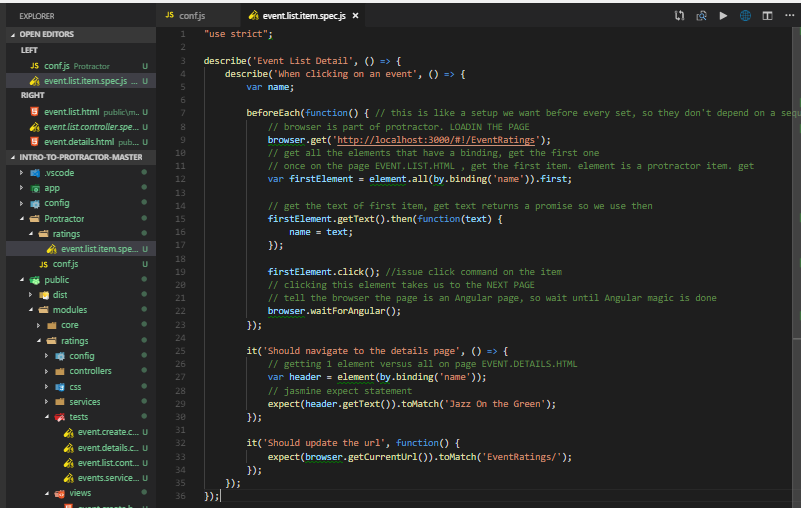 EXPLORER
OPEN EDITORS
LEFT
JS conf.js Protractor U
event.list.item.spec.js ... U
RIGHT
event.list.html public\m... U
event.list.controller.spe... U
event.details.html pub... U
INTRO-TO-PROTRACTOR-MASTER
.vscode
app
config
Protractor
ratings
event.list.item.spe... U
JS conf.js U
public
dist
modules
core
ratings
config
controllers
css
services
tests
event.create.c... U
event.details.c... U
event.list.cont... U
events.service... U
views
JS conf.js
event.list.item.spec.js ×
1 "use strict";
2
3 describe('Event List Detail', () => {
4 describe('When clicking on an event', () => {
5 var name;
6
7 beforeEach(function() { // this is like a setup we want before every set, so they don't depend on a sequ
8 // browser is part of protractor. LOADIN THE PAGE
9 browser.get('http://localhost:3000/#!/EventRatings');
10 // get all the elements that have a binding, get the first one
11 // once on the page EVENT.LIST.HTML , get the first item. element is a protractor item. get
12 var firstElement = element.all(by.binding('name')).first;
13
14 // get the text of first item, get text returns a promise so we use then
15 firstElement.getText().then(function(text) {
16 name = text;
17 });
18
19 firstElement.click(); //issue click command on the item
20 // clicking this element takes us to the NEXT PAGE
21 // tell the browser the page is an Angular page, so wait until Angular magic is done
22 browser.waitForAngular();
23 });
24
25 it('Should navigate to the details page', () => {
26 // getting 1 element versus all on page EVENT.DETAILS.HTML
27 var header = element(by.binding('name'));
28 // jasmine expect statement
29 expect(header.getText()).toMatch('Jazz On the Green');
30 });
31
32 it('Should update the url', function() {
33 expect(browser.getCurrentUrl()).toMatch('EventRatings/');
34 });
35 });
36 });